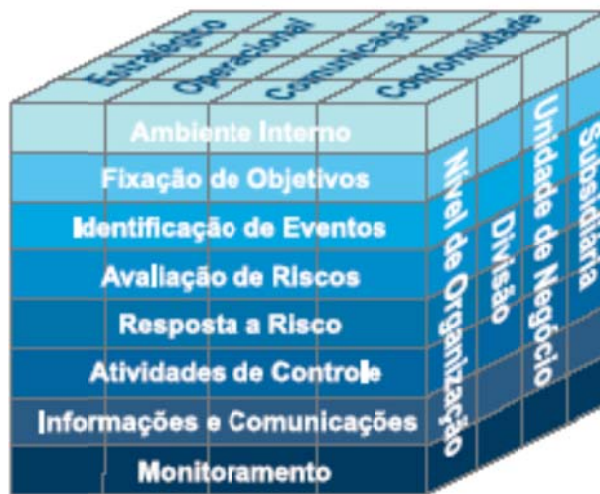 Estratégico
Operacional
Comunicação
Conformidade
Ambiente Interno
Fixação de Objetivos
Identificação de Eventos
Avaliação de Riscos
Resposta a Risco
Atividades de Controle
Informações e Comunicações
Monitoramento
Nível de Organização
Divisão
Unidade de Negócio
Subsidiária